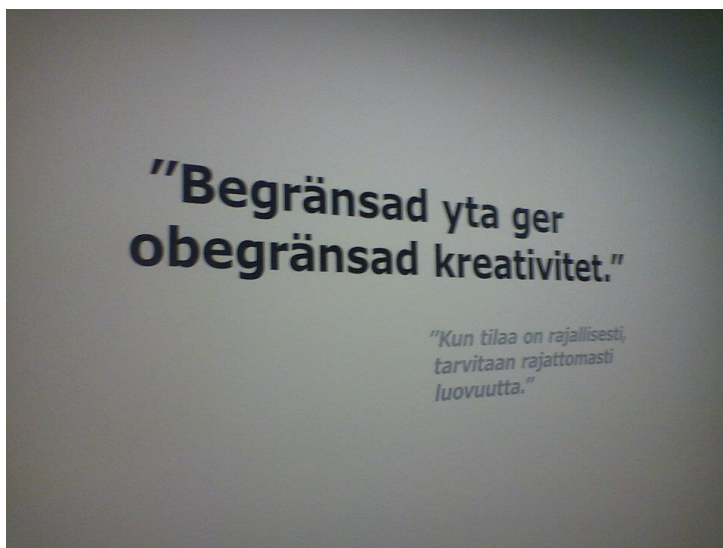 ”Begränsad yta ger
obegränsad kreativitet.”
”Kun tilaa on rajallisesti,
tarvitaan rajattomasti
luovuutta.”